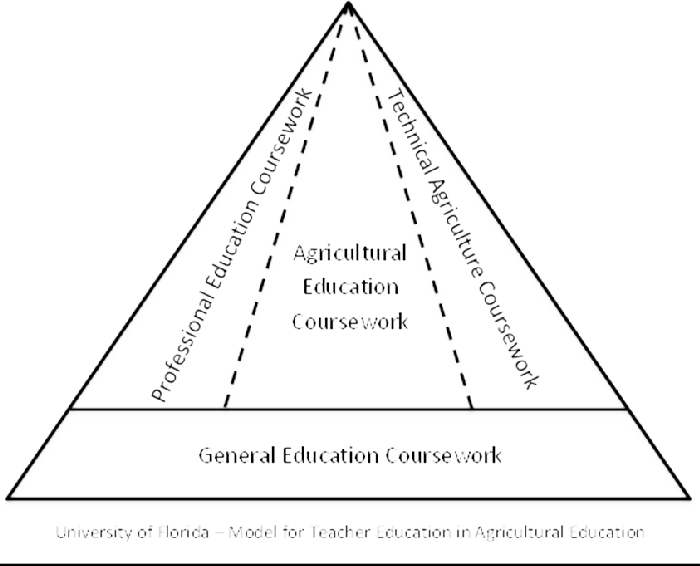 Professional Education Coursework
Technical Agriculture Coursework
Agricultural
Education
Coursework
General Education Coursework
University of Florida – Model for Teacher Education in Agricultural Education